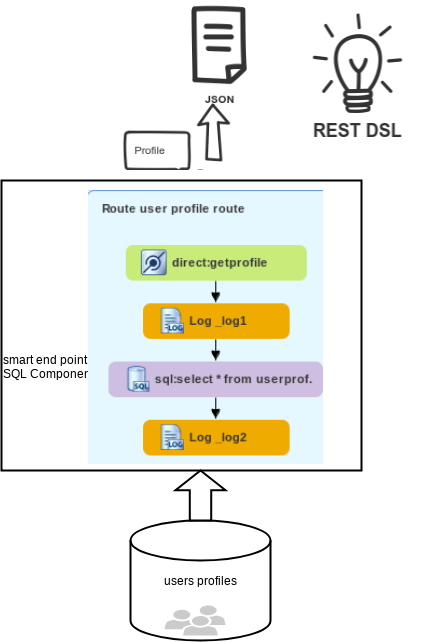 JSON
REST DSL
Profile
Route user profile route
direct:getprofile
LOG
Log _log1
smart end point
SQL Componer
SQL
sql:select * from userprof.
LOG
Log _log2
users profiles